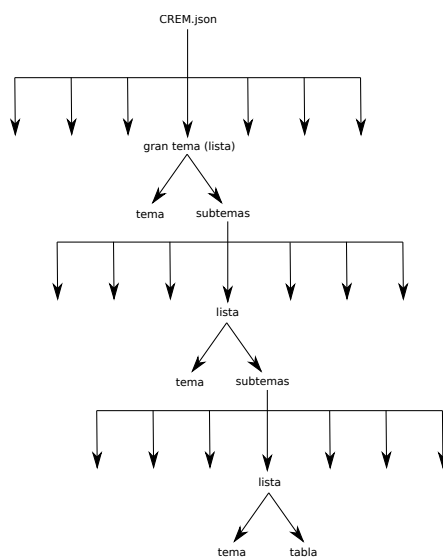 CREM.json
gran tema (lista)
tema subtemas
lista
tema subtemas
lista
tema tabla